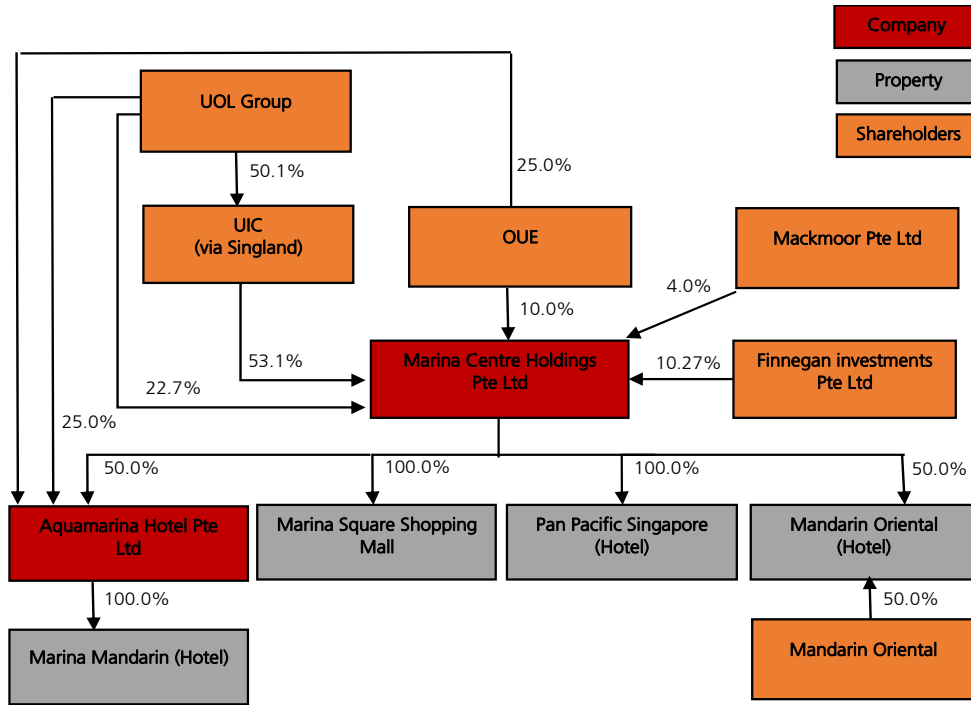 Company
Property
Shareholders
UOL Group
50.1%
25.0%
UIC
(via Singland)
OUE
Mackmoor Pte Ltd
4.0%
10.0%
53.1%
22.7%
25.0%
Marina Centre Holdings
Pte Ltd
10.27%
Finnegan investments
Pte Ltd
50.0%
100.0%
100.0%
50.0%
Aquamarina Hotel Pte
Ltd
Marina Square Shopping
Mall
Pan Pacific Singapore
(Hotel)
Mandarin Oriental
(Hotel)
100.0%
50.0%
Marina Mandarin (Hotel)
Mandarin Oriental